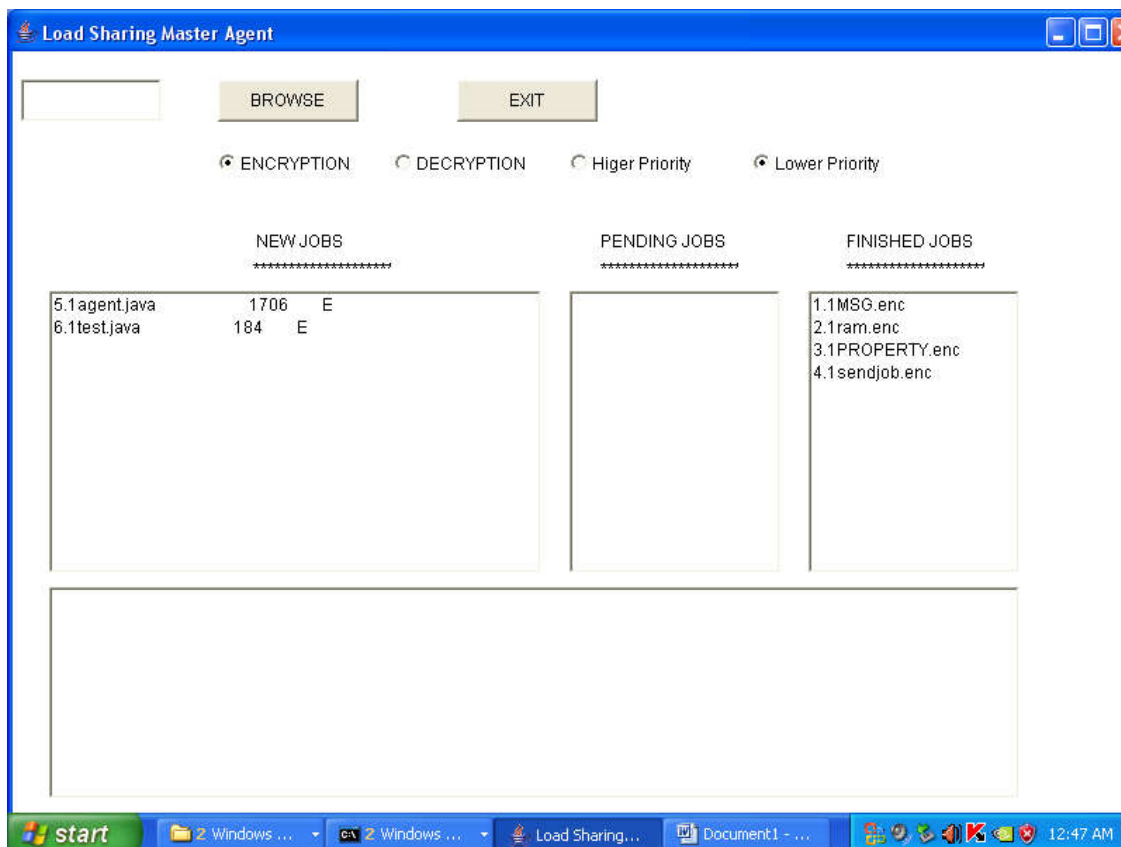 Load Sharing Master Agent
BROWSE
EXIT
ENCRYPTION
DECRYPTION
Higer Priority
Lower Priority
NEW JOBS
PENDING JOBS
FINISHED JOBS
********************
********************
********************
5.1agent.java 1706 E
6.1test.java 184 E
1.1MSG.enc
2.1ram.enc
3.1PROPERTY.enc
4.1sendjob.enc
start
2 Windows ...
2 Windows ...
Load Sharing...
Document1 - ...
12:47 AM